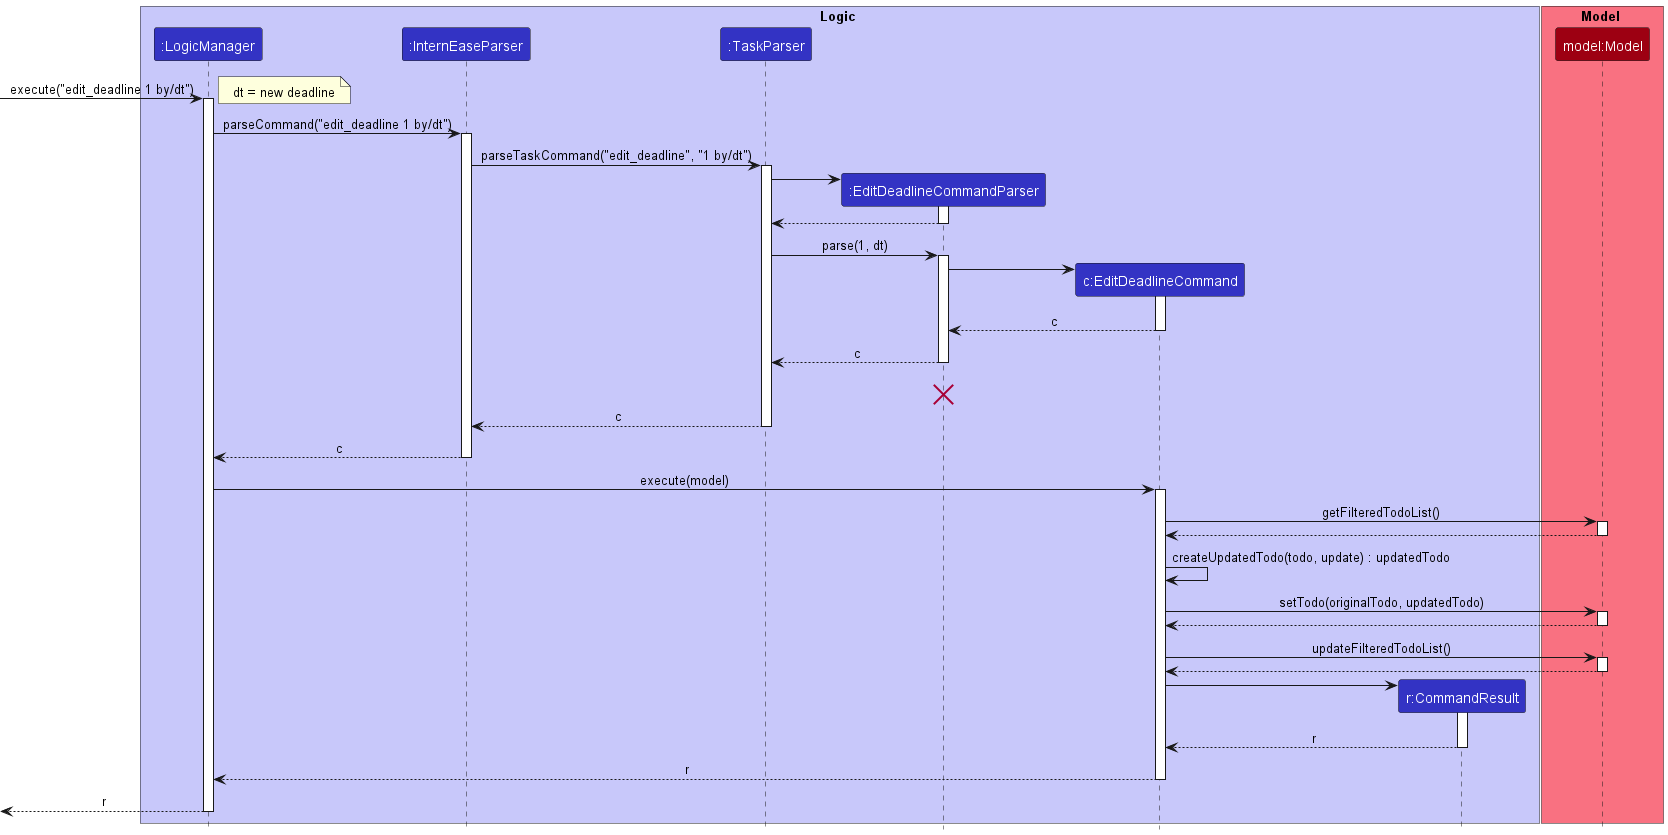 Logic
Model
:LogicManager
:InternEaseParser
:TaskParser
model:Model
execute("edit_deadline 1 by/dt")
dt = new deadline
parseCommand("edit_deadline 1 by/dt")
parseTaskCommand("edit_deadline", "1 by/dt")
:EditDeadlineCommandParser
parse(1, dt)
c:EditDeadlineCommand
c
c
c
c
execute(model)
getFilteredTodoList()
createUpdatedTodo(todo, update) : updatedTodo
setTodo(originalTodo, updatedTodo)
updateFilteredTodoList()
r:CommandResult
r
r
r